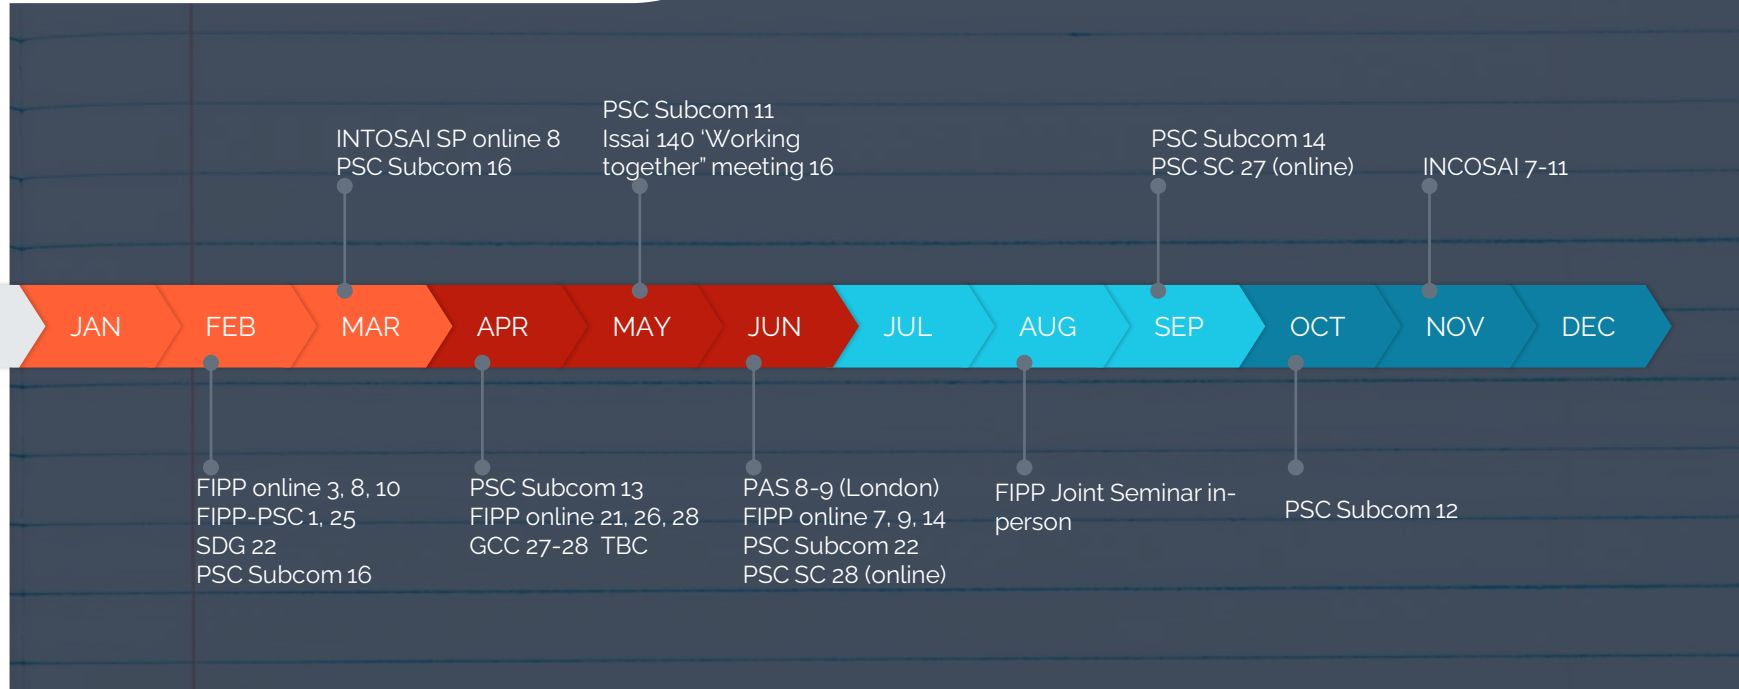 PSC Subcom 11
INTOSAI SP online 8
Issai 140 ‘Working
PSC Subcom 14
PSC Subcom 16
together” meeting 16
PSC SC 27 (online)
INCOSAI 7-11
JAN
FEB
MAR
APR
MAY
JUN
JUL
AUG
SEP
OCT
NOV
DEC
FIPP online 3, 8, 10
FIPP-PSC 1, 25
SDG 22
PSC Subcom 16
PSC Subcom 13
FIPP online 21, 26, 28
GCC 27-28  TBC
PAS 8-9 (London)
FIPP online 7, 9, 14
PSC Subcom 22
PSC SC 28 (online)
FIPP Joint Seminar in-
person
PSC Subcom 12